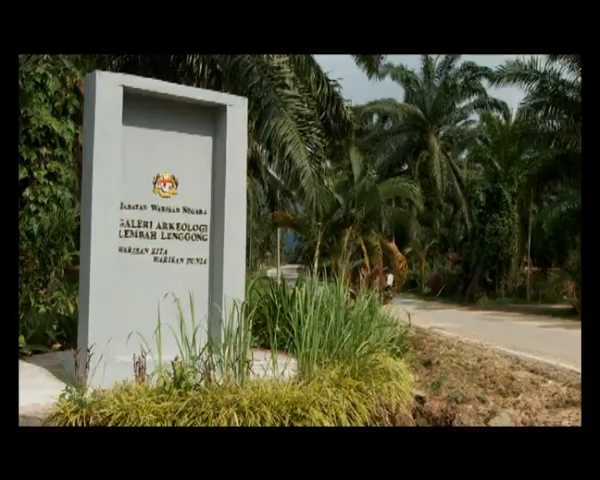 JABATAN WARISAN NEGARA
GALERI ARKEOLOGI
LEMBAH LENGGONG
WARISAN KITA
WARISAN DUNIA